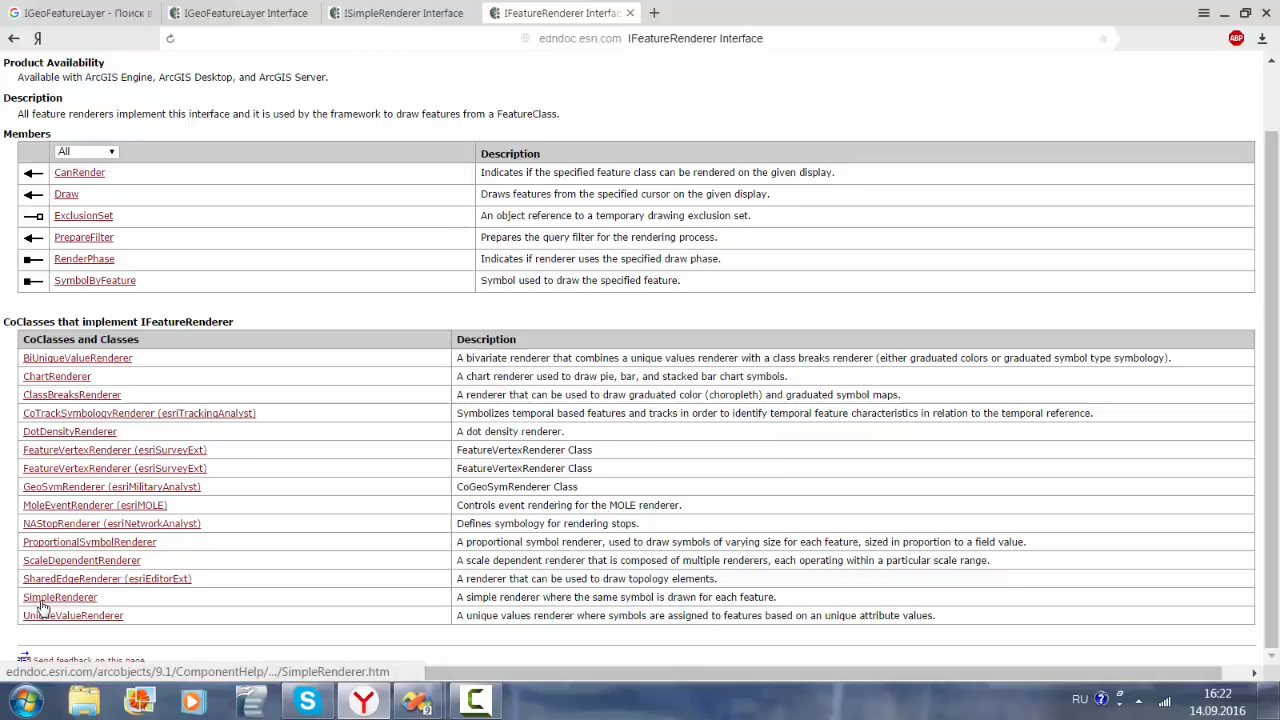 IGeoFeatureLayer - Поиск в
IGeoFeatureLayer Interface
ISimpleRenderer Interface
IFeatureRenderer Interfac
Я
edndoc.esri.com IFeatureRenderer Interface
ABP
Product Availability
Available with ArcGIS Engine, ArcGIS Desktop, and ArcGIS Server.
Description
All feature renderers implement this interface and it is used by the framework to draw features from a FeatureClass.
Members
All Description
CanRender Indicates if the specified feature class can be rendered on the given display.
Draw Draws features from the specified cursor on the given display.
ExclusionSet An object reference to a temporary drawing exclusion set.
PrepareFilter Prepares the query filter for the rendering process.
RenderPhase Indicates if renderer uses the specified draw phase.
SymbolByFeature Symbol used to draw the specified feature.
CoClasses that implement IFeatureRenderer
CoClasses and Classes Description
BiUniqueValueRenderer A bivariate renderer that combines a unique values renderer with a class breaks renderer (either graduated colors or graduated symbol type symbology).
ChartRenderer A chart renderer used to draw pie, bar, and stacked bar chart symbols.
ClassBreaksRenderer A renderer that can be used to draw graduated color (choropleth) and graduated symbol maps.
CoTrackSymbologyRenderer (esriTrackingAnalyst) Symbolizes temporal based features and tracks in order to identify temporal feature characteristics in relation to the temporal reference.
DotDensityRenderer A dot density renderer.
FeatureVertexRenderer (esriSurveyExt) FeatureVertexRenderer Class
FeatureVertexRenderer (esriSurveyExt) FeatureVertexRenderer Class
GeoSymRenderer (esriMilitaryAnalyst) CoGeoSymRenderer Class
MoleEventRenderer (esriMOLE) Controls event rendering for the MOLE renderer.
NAStopRenderer (esriNetworkAnalyst) Defines symbology for rendering stops.
ProportionalSymbolRenderer A proportional symbol renderer, used to draw symbols of varying size for each feature, sized in proportion to a field value.
ScaleDependentRenderer A scale dependent renderer that is composed of multiple renderers, each operating within a particular scale range.
SharedEdgeRenderer (esriEditorExt) A renderer that can be used to draw topology elements.
SimpleRenderer A simple renderer where the same symbol is drawn for each feature.
UniqueValueRenderer A unique values renderer where symbols are assigned to features based on an unique attribute values.
Send feedback on this page
edndoc.esri.com/arcobjects/9.1/ComponentHelp/.../SimpleRenderer.htm
RU 16:22
14.09.2016